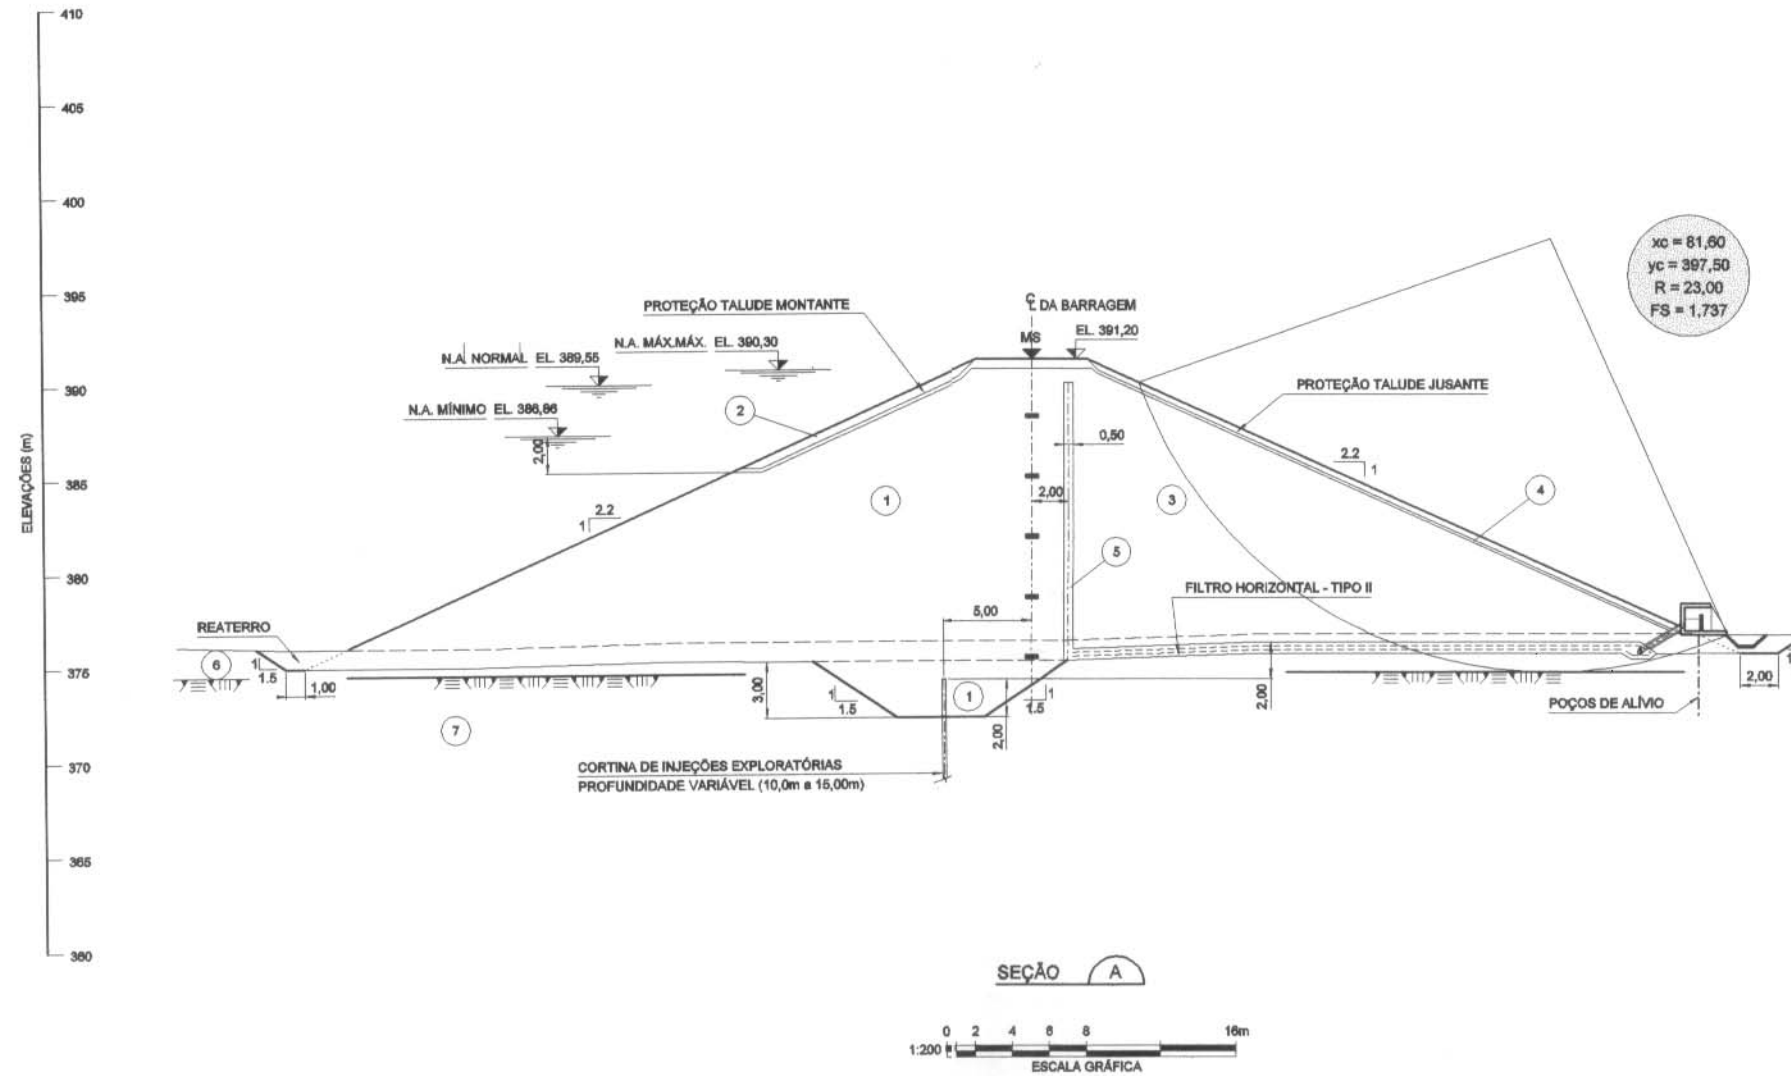 410
405
400
395
390
385
380
375
370
365
360
ELEVAÇÕES (m)
xc = 81,60
yc = 397,50
R = 23,00
FS = 1,737
PROTEÇÃO TALUDE MONTANTE
℄ DA BARRAGEM
MS
EL. 391,20
N.A. NORMAL EL. 389,55
N.A. MÁX.MÁX. EL. 390,30
N.A. MÍNIMO EL. 386,86
2,00
2
PROTEÇÃO TALUDE JUSANTE
0,50
2.2
1
2,00
1
3
4
2.2
1
5
FILTRO HORIZONTAL - TIPO II
5,00
REATERRO
6
1
1.5
1,00
3,00
1
1.5
1
1
1.5
2,00
2,00
2,00
1
POÇOS DE ALÍVIO
7
CORTINA DE INJEÇÕES EXPLORATÓRIAS
PROFUNDIDADE VARIÁVEL (10,0m a 15,00m)
SEÇÃO A
0 2 4 6 8 16m
1:200
ESCALA GRÁFICA